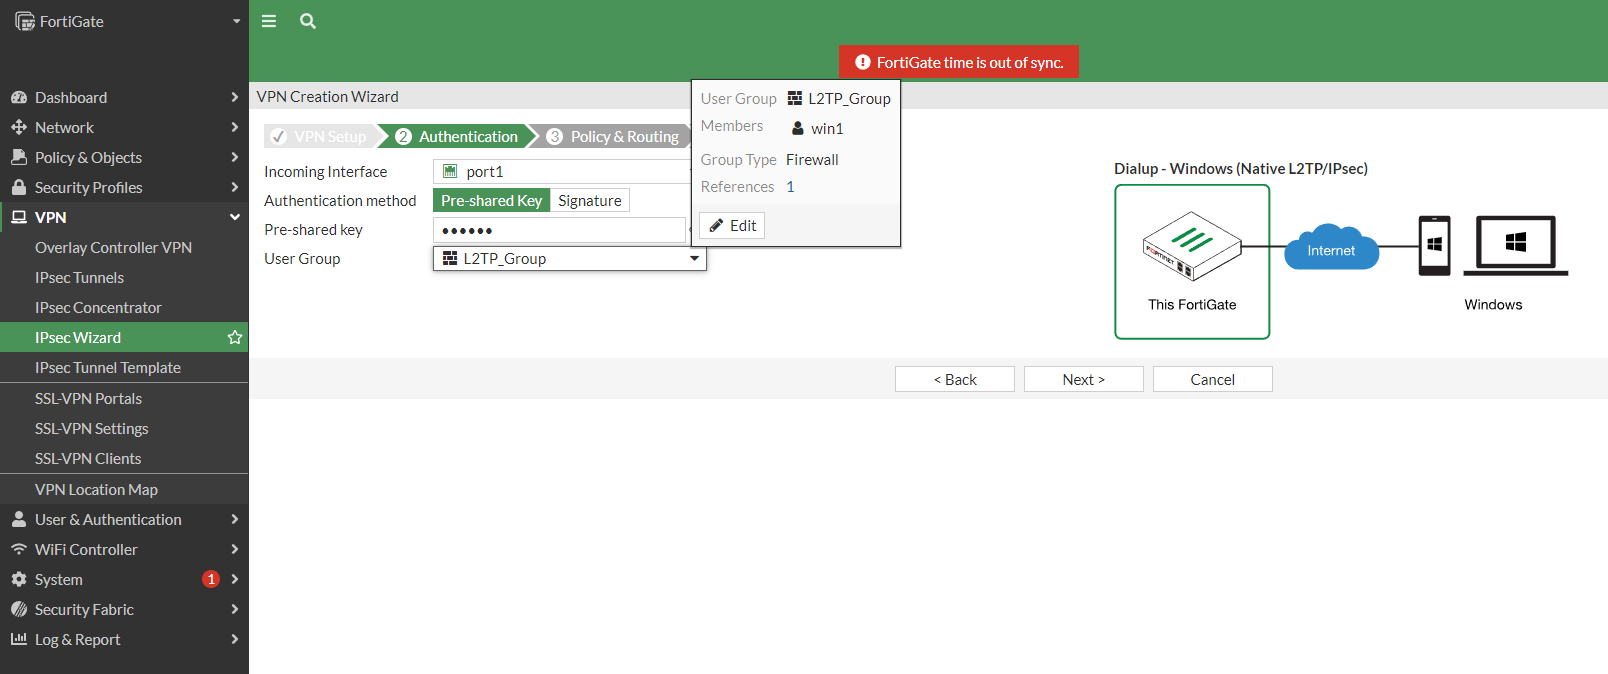 FortiGate
FortiGate time is out of sync.
Dashboard
Network
Policy & Objects
Security Profiles
VPN
Overlay Controller VPN
IPsec Tunnels
IPsec Concentrator
IPsec Wizard
IPsec Tunnel Template
SSL-VPN Portals
SSL-VPN Settings
SSL-VPN Clients
VPN Location Map
User & Authentication
WiFi Controller
System 1
Security Fabric
Log & Report
VPN Creation Wizard
VPN Setup 2 Authentication 3 Policy & Routing
Incoming Interface port1
Authentication method Pre-shared Key Signature
Pre-shared key ••••••
User Group L2TP_Group
User Group L2TP_Group
Members win1
Group Type Firewall
References 1
Edit
Dialup - Windows (Native L2TP/IPsec)
FORTINET
Internet
This FortiGate
Windows
< Back Next > Cancel